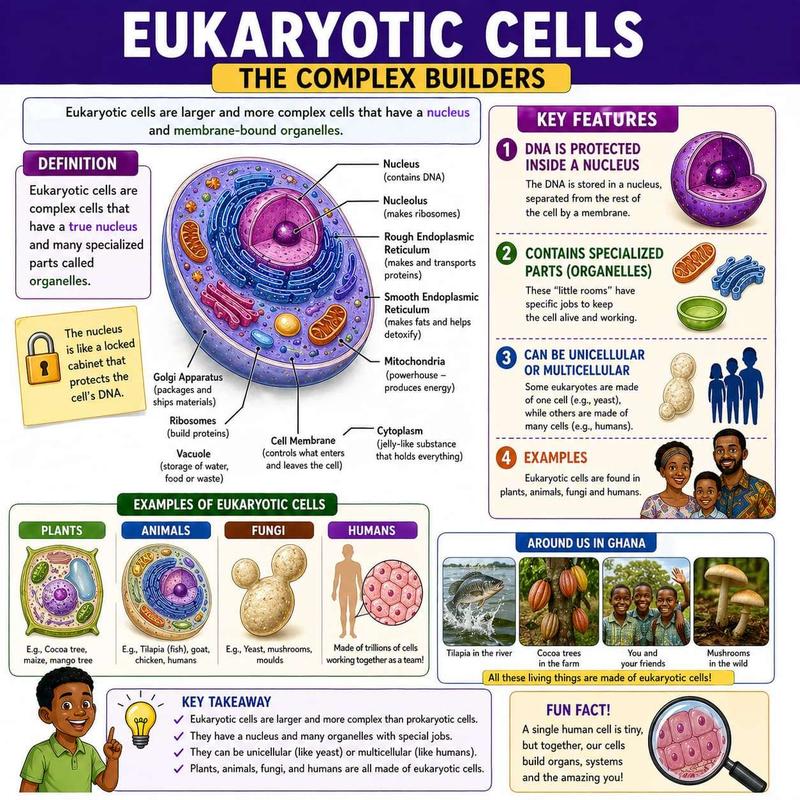 EUKARYOTIC CELLS
THE COMPLEX BUILDERS
Eukaryotic cells are larger and more complex cells that have a nucleus
and membrane-bound organelles.
DEFINITION
Eukaryotic cells are
complex cells that
have a true nucleus
and many specialized
parts called
organelles.
The nucleus
is like a locked
cabinet that
protects the
cell's DNA.
Nucleus
(contains DNA)
Nucleolus
(makes ribosomes)
Rough Endoplasmic
Reticulum
(makes and transports
proteins)
Smooth Endoplasmic
Reticulum
(makes fats and helps
detoxify)
Mitochondria
(powerhouse –
produces energy)
Golgi Apparatus
(packages and
ships materials)
Ribosomes
(build proteins)
Vacuole
(storage of water,
food or waste)
Cell Membrane
(controls what enters
and leaves the cell)
Cytoplasm
(jelly-like substance
that holds everything)
KEY FEATURES
1 DNA IS PROTECTED
INSIDE A NUCLEUS
The DNA is stored in a nucleus,
separated from the rest of
the cell by a membrane.
2 CONTAINS SPECIALIZED
PARTS (ORGANELLES)
These "little rooms" have
specific jobs to keep
the cell alive and working.
3 CAN BE UNICELLULAR
OR MULTICELLULAR
Some eukaryotes are made
of one cell (e.g., yeast),
while others are made of
many cells (e.g., humans).
4 EXAMPLES
Eukaryotic cells are found in
plants, animals, fungi and humans.
EXAMPLES OF EUKARYOTIC CELLS
PLANTS
E.g., Cocoa tree,
maize, mango tree
ANIMALS
E.g., Tilapia (fish), goat,
chicken, humans
FUNGI
E.g., Yeast, mushrooms,
moulds
HUMANS
Made of trillions of cells
working together as a team!
AROUND US IN GHANA
Tilapia in the river
Cocoa trees
in the farm
You and
your friends
Mushrooms
in the wild
All these living things are made of eukaryotic cells!
KEY TAKEAWAY
✓ Eukaryotic cells are larger and more complex than prokaryotic cells.
✓ They have a nucleus and many organelles with special jobs.
✓ They can be unicellular (like yeast) or multicellular (like humans).
✓ Plants, animals, fungi, and humans are all made of eukaryotic cells.
FUN FACT!
A single human cell is tiny,
but together, our cells
build organs, systems
and the amazing you!